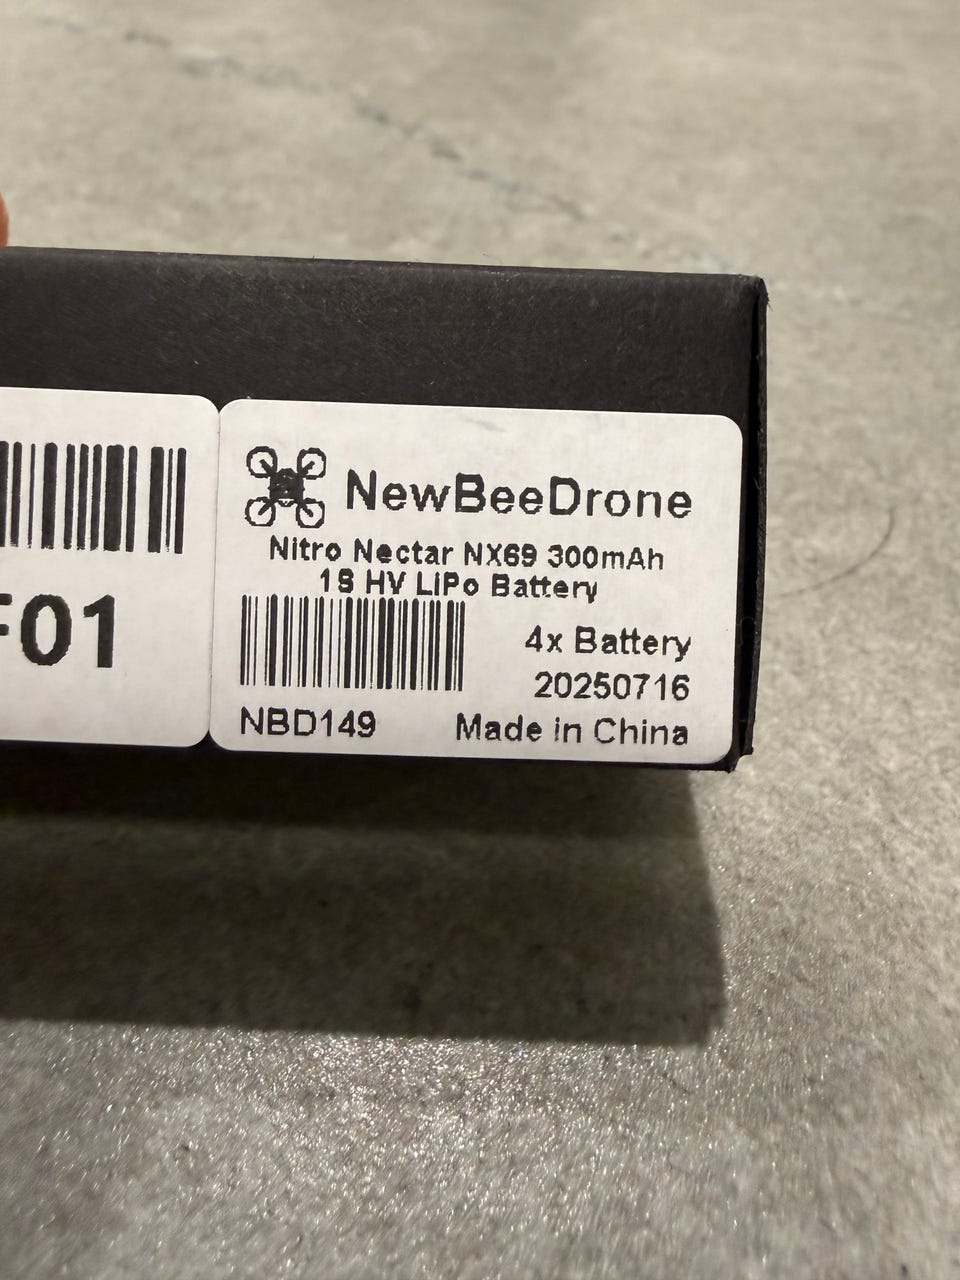 F01
NewBeeDrone
Nitro Nectar NX69 300mAh
1S HV LiPo Battery
4x Battery
20250716
NBD149
Made in China